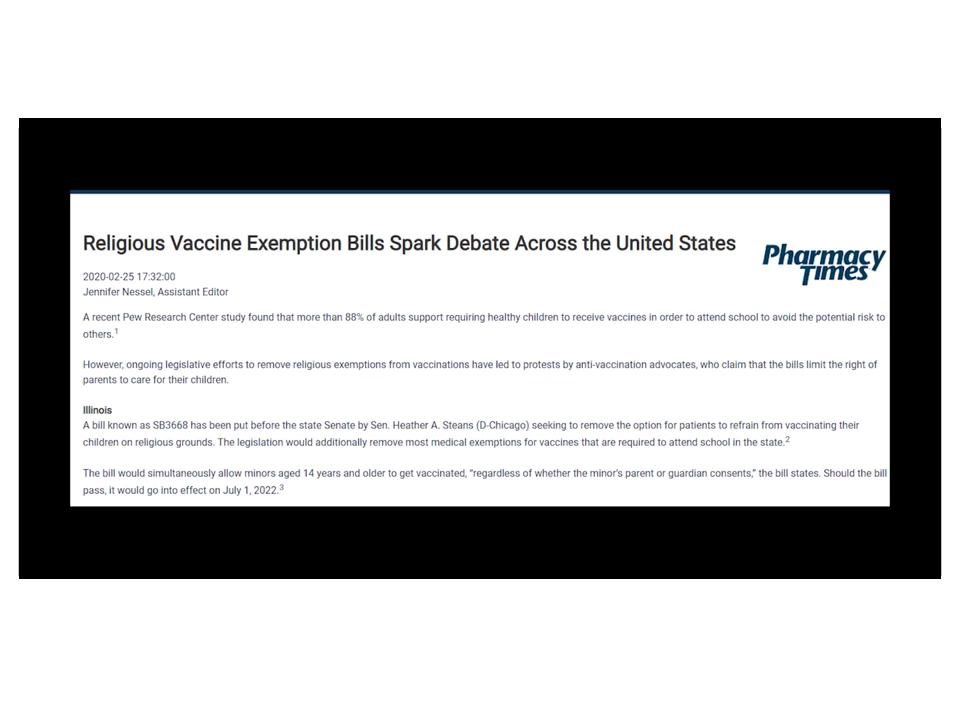 Religious Vaccine Exemption Bills Spark Debate Across the United States
Pharmacy
Times
2020-02-25 17:32:00
Jennifer Nessel, Assistant Editor
A recent Pew Research Center study found that more than 88% of adults support requiring healthy children to receive vaccines in order to attend school to avoid the potential risk to
others.1
However, ongoing legislative efforts to remove religious exemptions from vaccinations have led to protests by anti-vaccination advocates, who claim that the bills limit the right of
parents to care for their children.
Illinois
A bill known as SB3668 has been put before the state Senate by Sen. Heather A. Steans (D-Chicago) seeking to remove the option for patients to refrain from vaccinating their
children on religious grounds. The legislation would additionally remove most medical exemptions for vaccines that are required to attend school in the state.2
The bill would simultaneously allow minors aged 14 years and older to get vaccinated, “regardless of whether the minor's parent or guardian consents,” the bill states. Should the bill
pass, it would go into effect on July 1, 2022.3